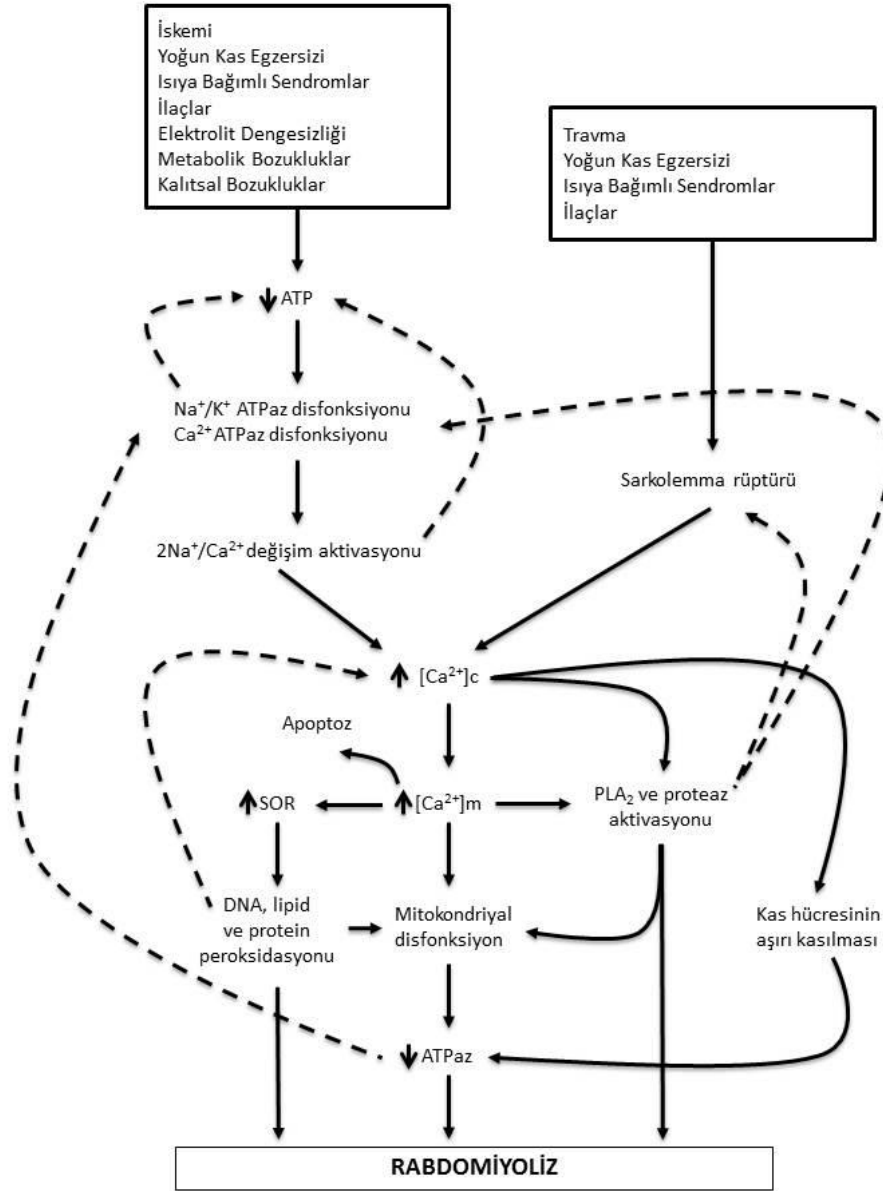 İskemi
Yoğun Kas Egzersizi
Isıya Bağımlı Sendromlar
İlaçlar
Elektrolit Dengesizliği
Metabolik Bozukluklar
Kalıtsal Bozukluklar
Travma
Yoğun Kas Egzersizi
Isıya Bağımlı Sendromlar
İlaçlar
ATP
Na⁺/K⁺ ATPaz disfonksiyonu
Ca²⁺ ATPaz disfonksiyonu
Sarkolemma rüptürü
2Na⁺/Ca²⁺ değişim aktivasyonu
[Ca²⁺]c
Apoptoz
SOR
[Ca²⁺]m
PLA₂ ve proteaz
aktivasyonu
DNA, lipid
ve protein
peroksidasyonu
Mitokondriyal
disfonksiyon
Kas hücresinin
aşırı kasılması
ATPaz
RABDOMİYOLİZ